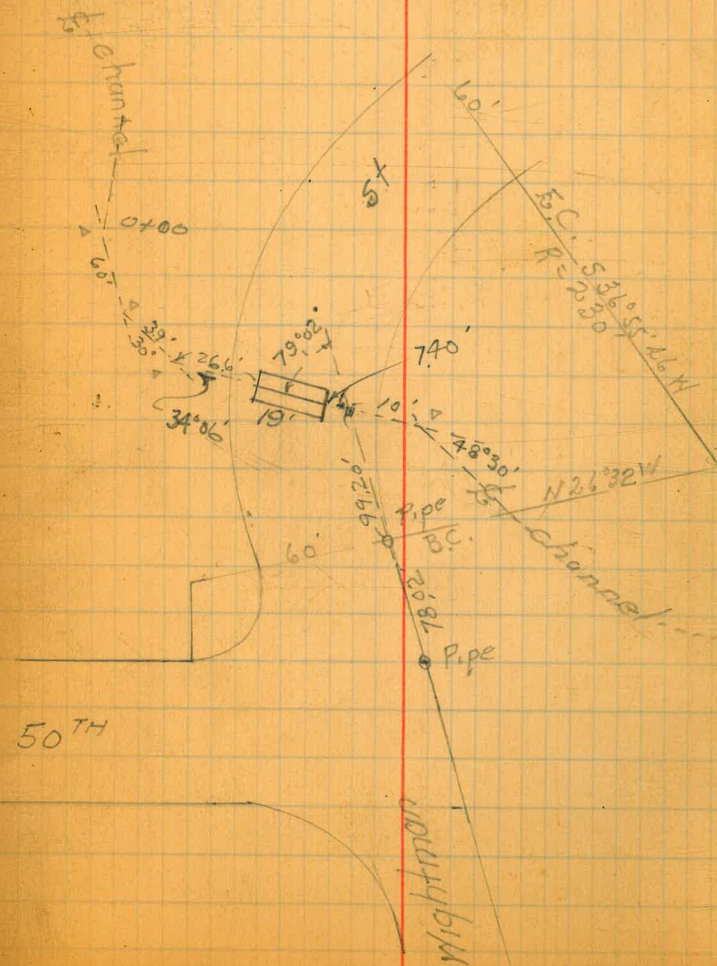 ℄ channel
60'
St
0+00
60'
E.C. S 36°55'26 W
R = 230
39'
30°
26.6'
79°02'
7.40'
34°06'
19'
10'
48°30'
99.20'
N 26°32 W
℄ channel
Pipe
B.C.
60'
78.02
Pipe
50TH